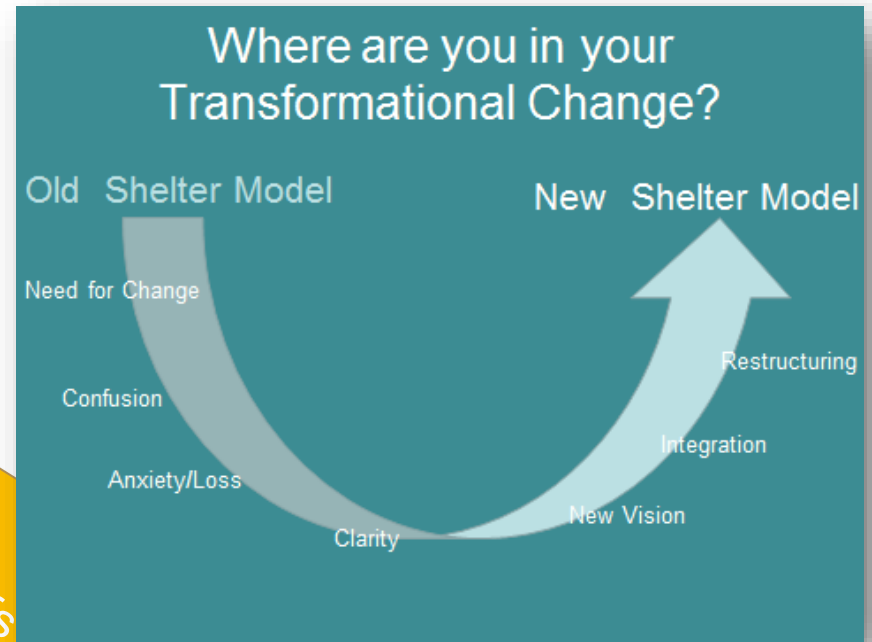 Where are you in your
Transformational Change?
Old Shelter Model
New Shelter Model
Need for Change
Confusion
Anxiety/Loss
Clarity
New Vision
Integration
Restructuring